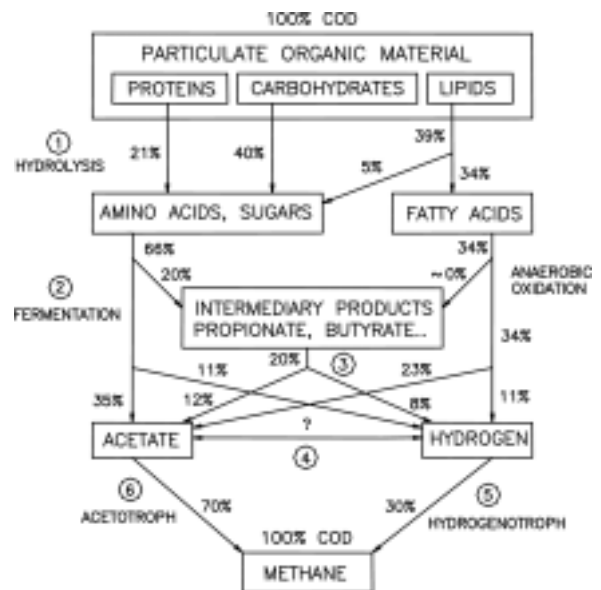 100% COD
PARTICULATE ORGANIC MATERIAL
PROTEINS CARBOHYDRATES LIPIDS
1
HYDROLYSIS
21% 40% 39%
5% 34%
AMINO ACIDS, SUGARS FATTY ACIDS
66% 34%
20% ~0% ANAEROBIC
OXIDATION
2
FERMENTATION
INTERMEDIARY PRODUCTS
PROPIONATE, BUTYRATE...
34%
20% 3
11% 23%
35% 12% 8% 11%
?
ACETATE HYDROGEN
4
6 5
ACETOTROPH 70% 30% HYDROGENOTROPH
100% COD
METHANE